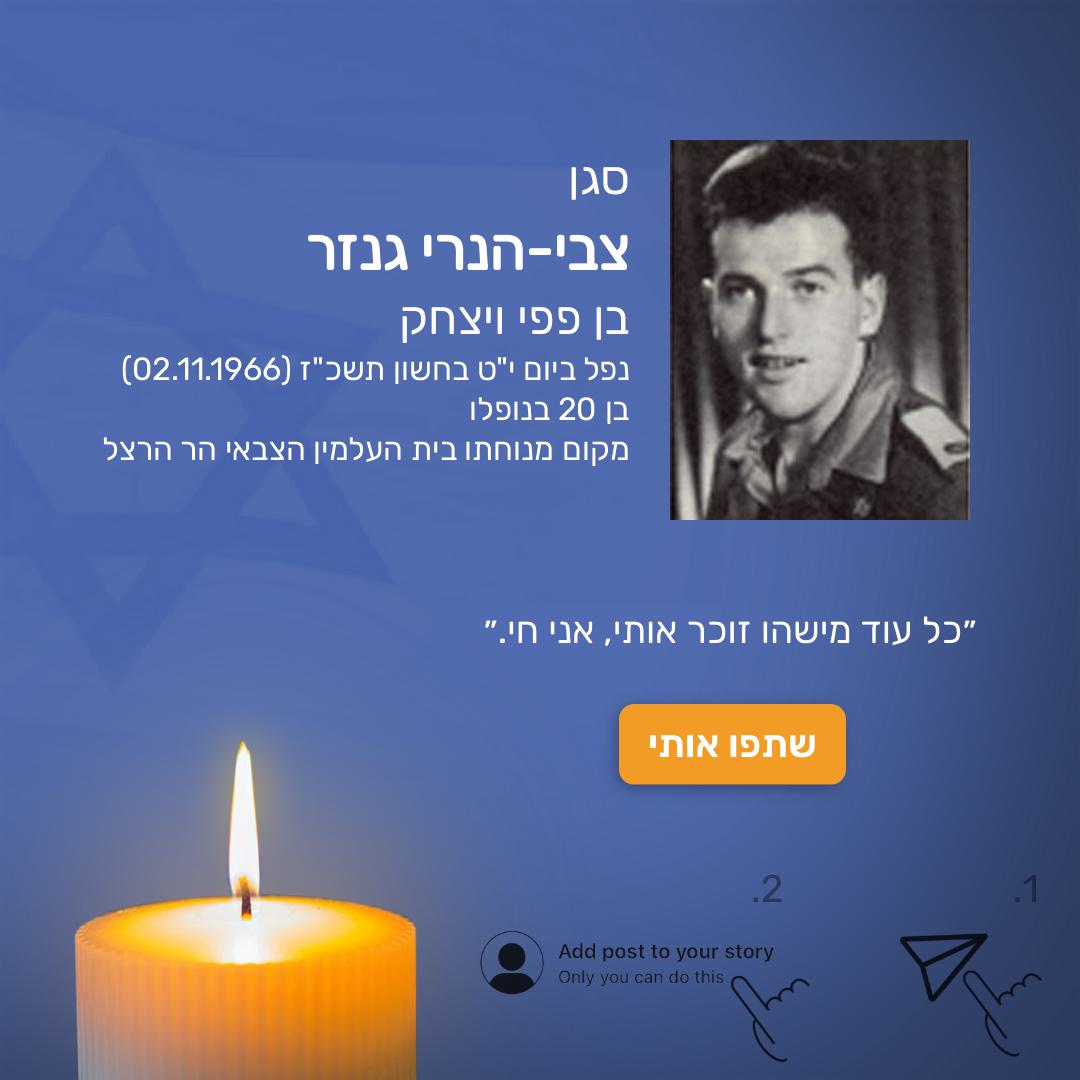 סגן
צבי-הנרי גנזר
בן פפי ויצחק
נפל ביום י"ט בחשון תשכ"ז (02.11.1966)
בן 20 בנופלו
מקום מנוחתו בית העלמין הצבאי הר הרצל
״כל עוד מישהו זוכר אותי, אני חי.״
שתפו אותי
.1
.2
Add post to your story
Only you can do this